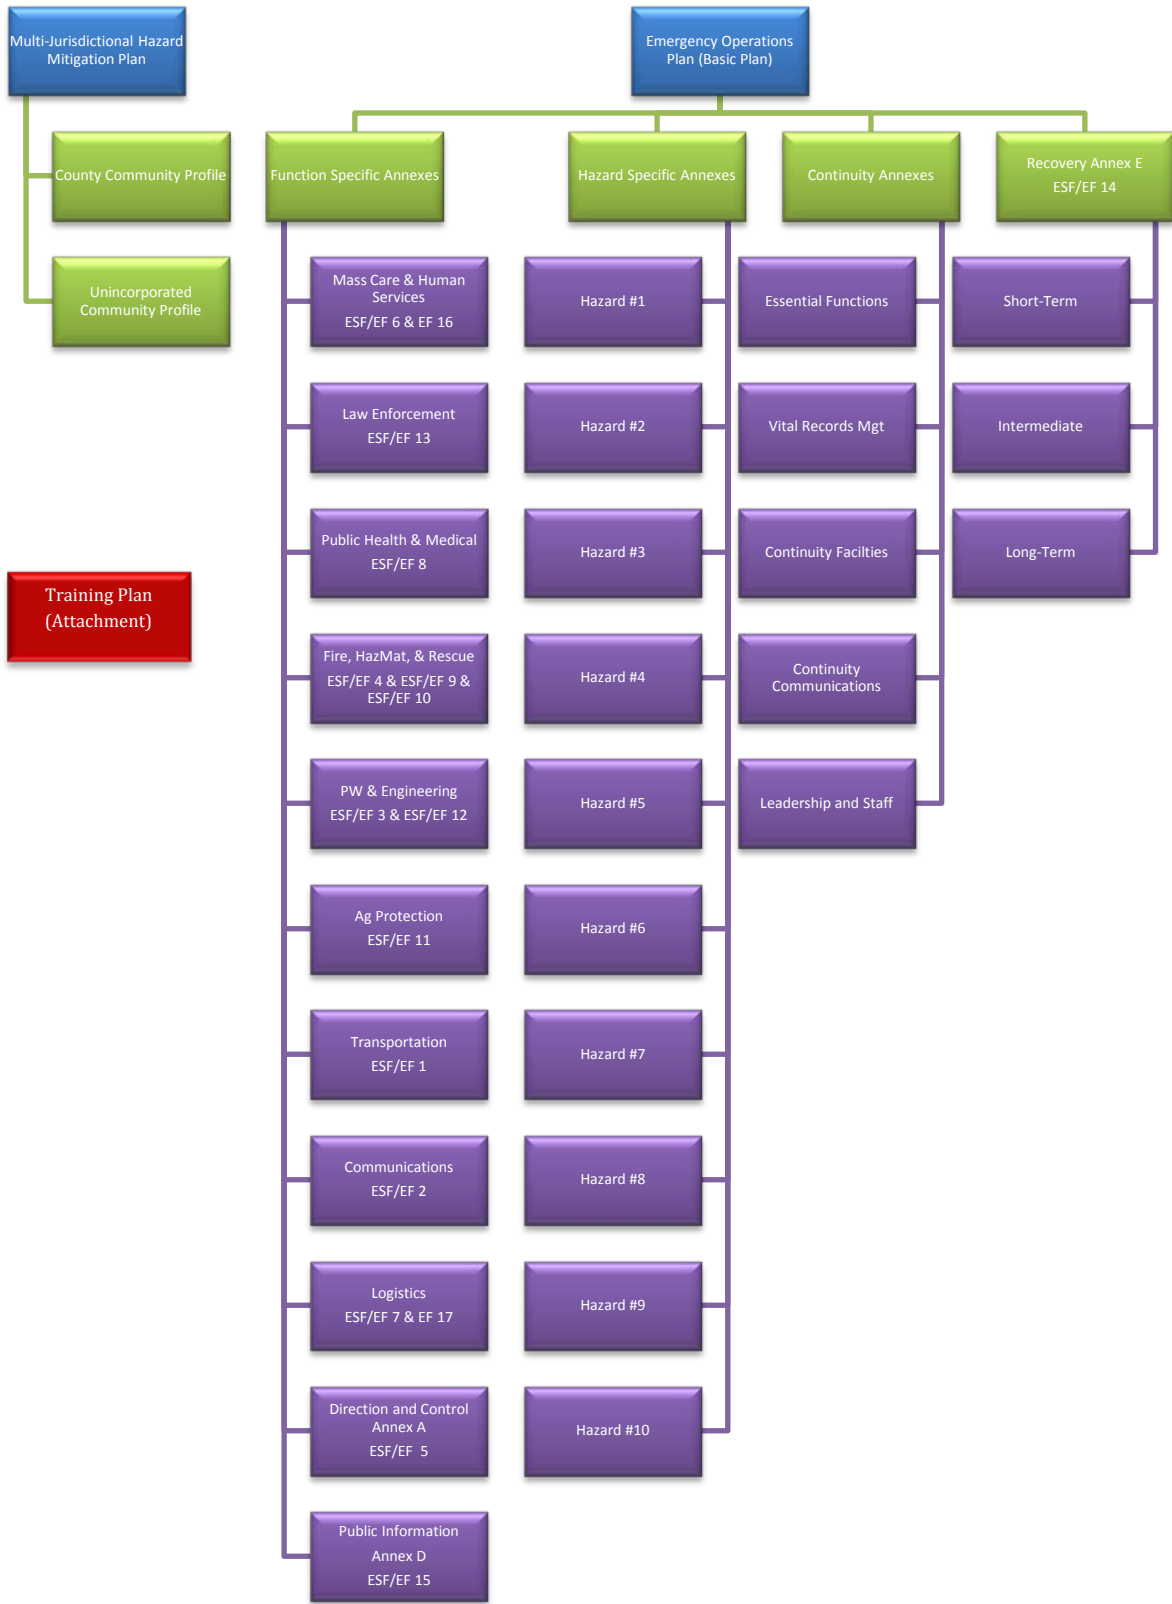 Multi-Jurisdictional Hazard
Mitigation Plan
County Community Profile
Unincorporated
Community Profile
Training Plan
(Attachment)
Emergency Operations
Plan (Basic Plan)
Function Specific Annexes
Mass Care & Human
Services
ESF/EF 6 & EF 16
Law Enforcement
ESF/EF 13
Public Health & Medical
ESF/EF 8
Fire, HazMat, & Rescue
ESF/EF 4 & ESF/EF 9 &
ESF/EF 10
PW & Engineering
ESF/EF 3 & ESF/EF 12
Ag Protection
ESF/EF 11
Transportation
ESF/EF 1
Communications
ESF/EF 2
Logistics
ESF/EF 7 & EF 17
Direction and Control
Annex A
ESF/EF 5
Public Information
Annex D
ESF/EF 15
Hazard Specific Annexes
Hazard #1
Hazard #2
Hazard #3
Hazard #4
Hazard #5
Hazard #6
Hazard #7
Hazard #8
Hazard #9
Hazard #10
Continuity Annexes
Essential Functions
Vital Records Mgt
Continuity Facilties
Continuity
Communications
Leadership and Staff
Recovery Annex E
ESF/EF 14
Short-Term
Intermediate
Long-Term